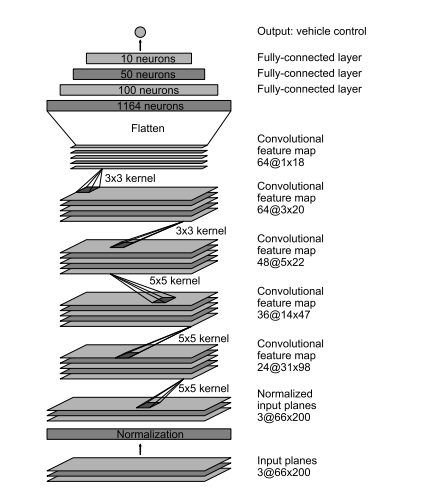 Output: vehicle control
10 neurons
Fully-connected layer
50 neurons
Fully-connected layer
100 neurons
Fully-connected layer
1164 neurons
Flatten
Convolutional
feature map
64@1x18
3x3 kernel
Convolutional
feature map
64@3x20
3x3 kernel
Convolutional
feature map
48@5x22
5x5 kernel
Convolutional
feature map
36@14x47
5x5 kernel
Convolutional
feature map
24@31x98
5x5 kernel
Normalized
input planes
3@66x200
Normalization
Input planes
3@66x200